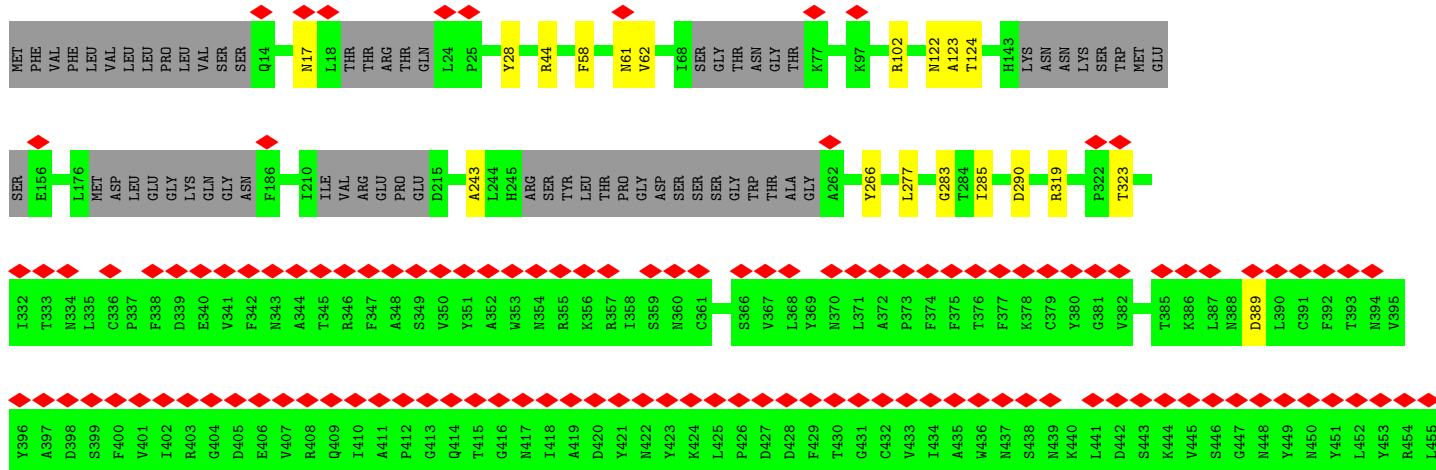 MET PHE VAL PHE LEU VAL LEU LEU PRO LEU VAL SER SER Q14 N17 L18 THR THR ARG THR GLN L24 P25 Y28 R44 F58 N61 V62 I68 SER GLY THR ASN GLY THR K77 K97 R102 N122 A123 T124 H143 LYS ASN ASN LYS SER TRP MET GLU
SER E156 L176 MET ASP LEU GLU GLY LYS GLN GLY ASN F186 I210 ILE VAL ARG GLU PRO GLU D215 A243 L244 H245 ARG SER TYR LEU THR PRO GLY ASP SER SER SER GLY TRP THR ALA GLY A262 Y266 L277 G283 T284 I285 D290 R319 P322 T323
I332 T333 N334 L335 C336 P337 F338 D339 E340 V341 F342 N343 A344 T345 R346 F347 A348 S349 V350 Y351 A352 W353 N354 R355 K356 R357 I358 S359 N360 C361 S366 V367 L368 Y369 N370 L371 A372 P373 F374 F375 T376 F377 K378 C379 Y380 G381 V382 T385 K386 L387 N388 D389 L390 C391 F392 T393 N394 V395
Y396 A397 D398 S399 F400 V401 I402 R403 G404 D405 E406 V407 R408 Q409 I410 A411 P412 G413 Q414 T415 G416 N417 I418 A419 D420 Y421 N422 Y423 K424 L425 P426 D427 D428 F429 T430 G431 C432 V433 I434 A435 W436 N437 S438 N439 K440 L441 D442 S443 K444 V445 S446 G447 N448 Y449 N450 Y451 L452 Y453 R454 L455